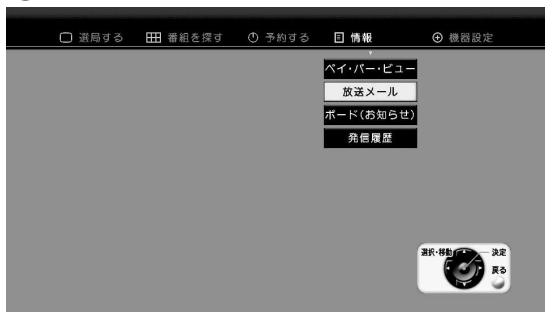 選局する 番組を探す 予約する 情報 機器設定
ペイ・パー・ビュー
放送メール
ボード(お知らせ)
発信履歴
選択・移動 決定
戻る